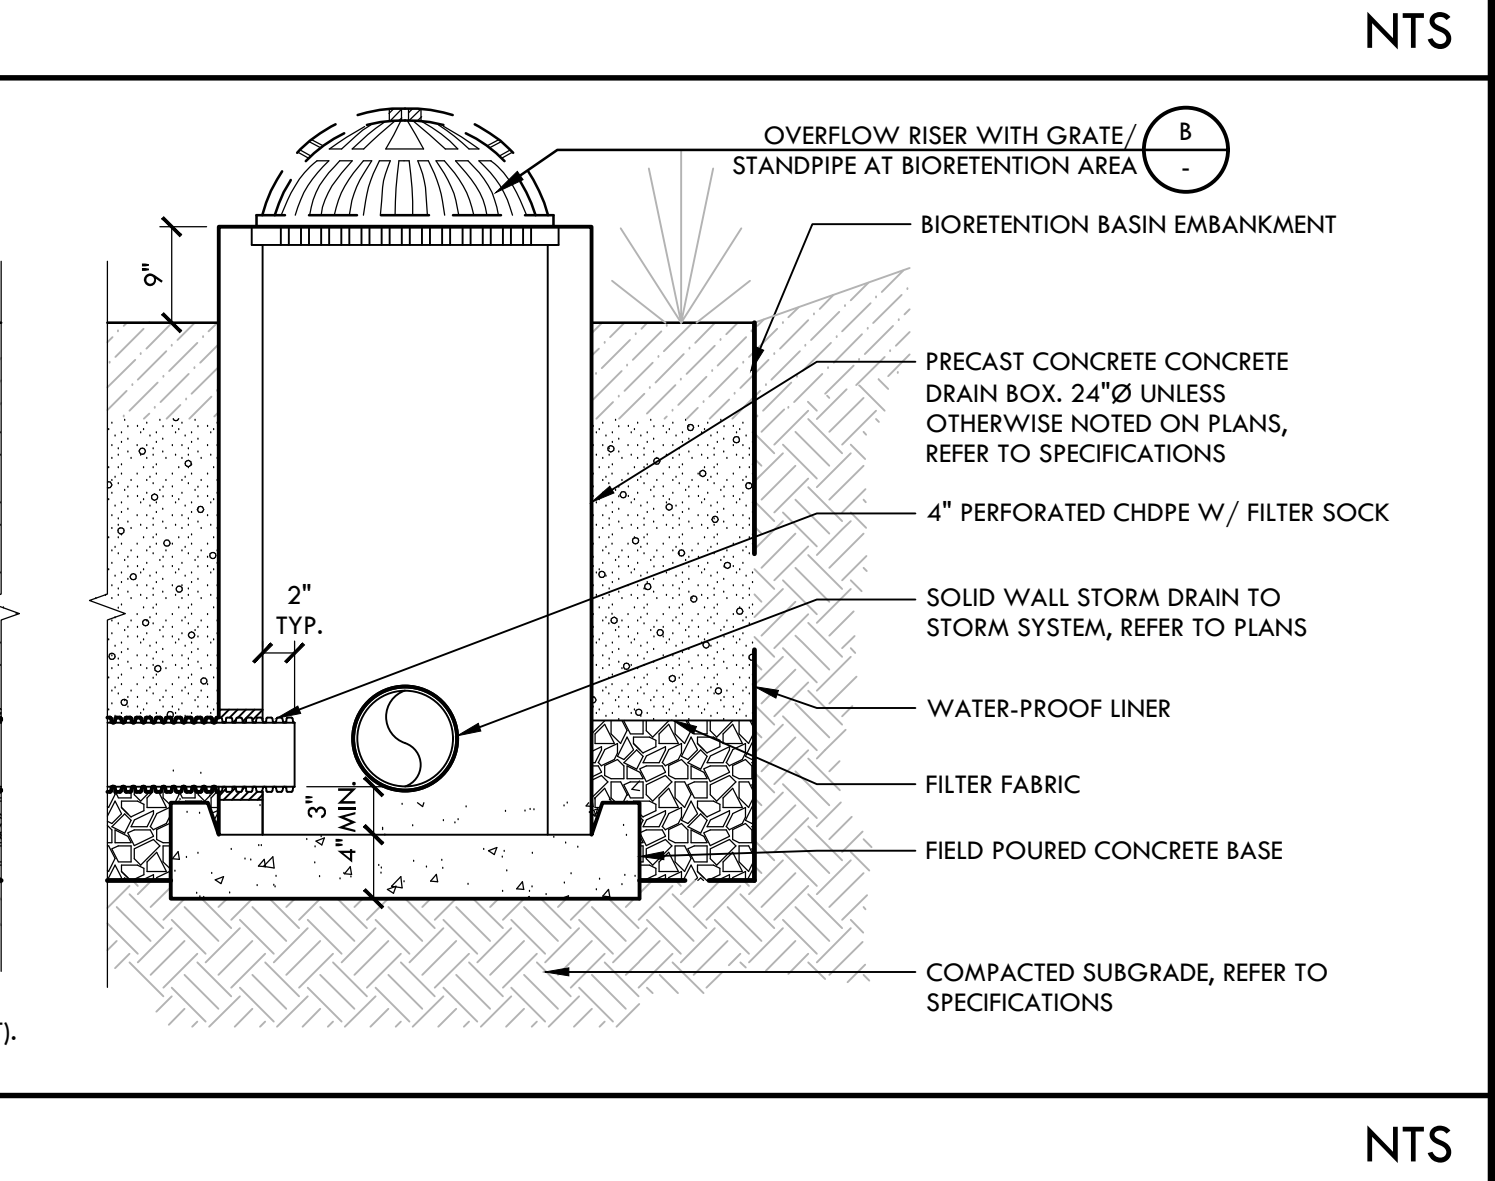 NTS
OVERFLOW RISER WITH GRATE/
STANDPIPE AT BIORETENTION AREA
B
-
BIORETENTION BASIN EMBANKMENT
9"
PRECAST CONCRETE CONCRETE
DRAIN BOX. 24"Ø UNLESS
OTHERWISE NOTED ON PLANS,
REFER TO SPECIFICATIONS
4" PERFORATED CHDPE W/ FILTER SOCK
2"
TYP.
SOLID WALL STORM DRAIN TO
STORM SYSTEM, REFER TO PLANS
WATER-PROOF LINER
FILTER FABRIC
3"
4" MIN.
FIELD POURED CONCRETE BASE
COMPACTED SUBGRADE, REFER TO
SPECIFICATIONS
).
NTS